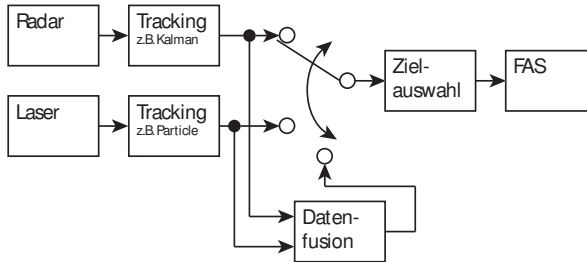 Radar
Tracking
z.B. Kalman
Ziel-
auswahl
FAS
Laser
Tracking
z.B. Particle
Daten-
fusion